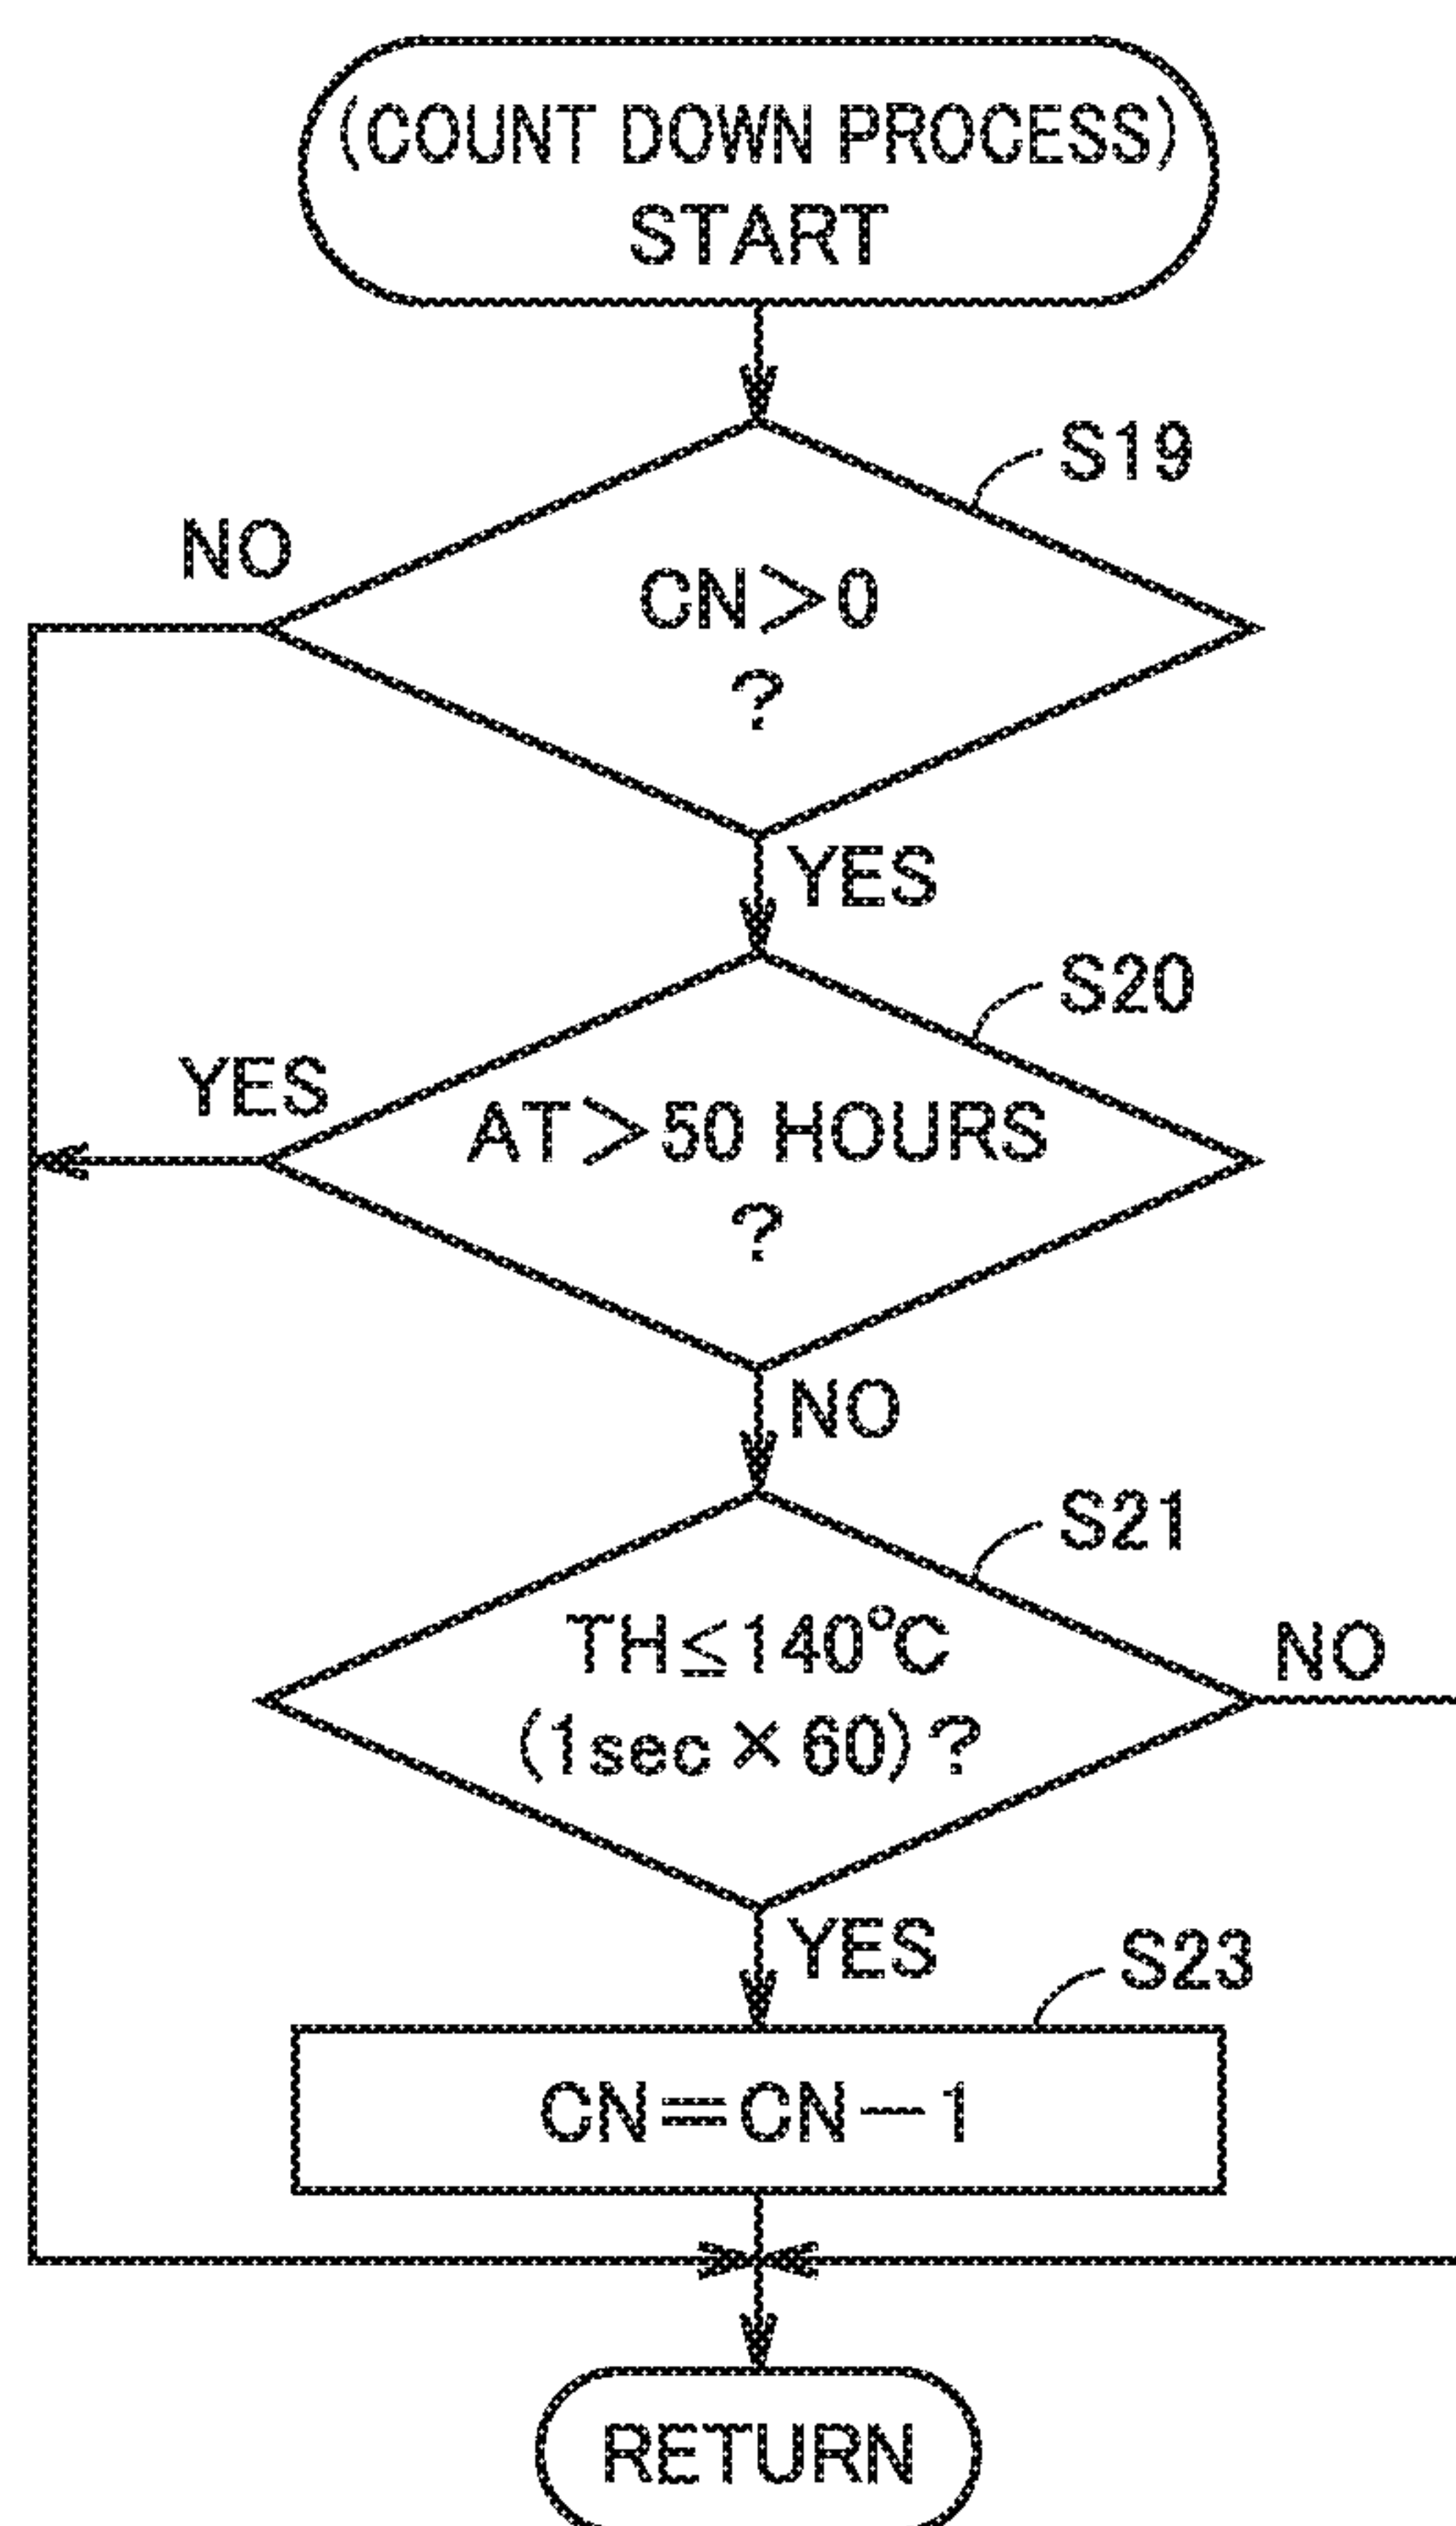 (COUNT DOWN PROCESS)
START
S19
NO
CN>0
?
YES
S20
YES
AT>50 HOURS
?
NO
S21
TH≦140℃
NO
(1sec×60)?
YES
S23
CN=CN−1
RETURN